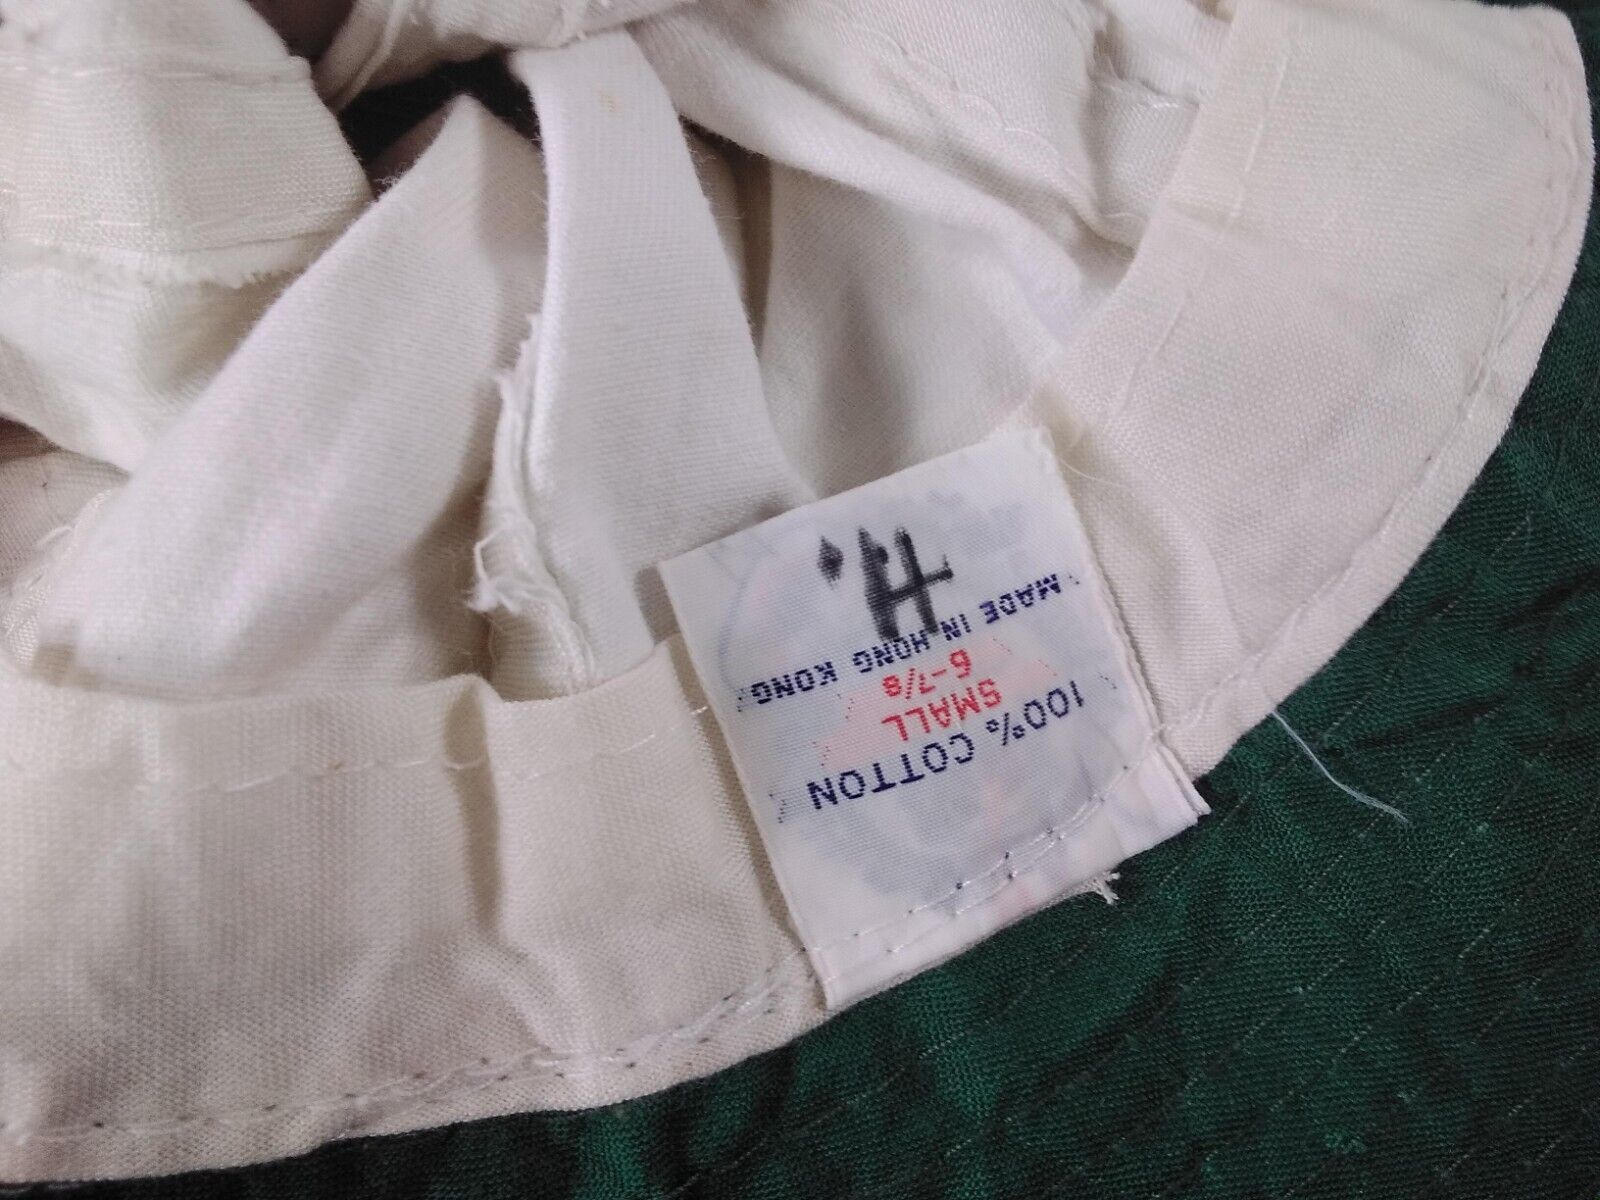 100% COTTON
SMALL
6-7/8
MADE IN HONG KONG
H.